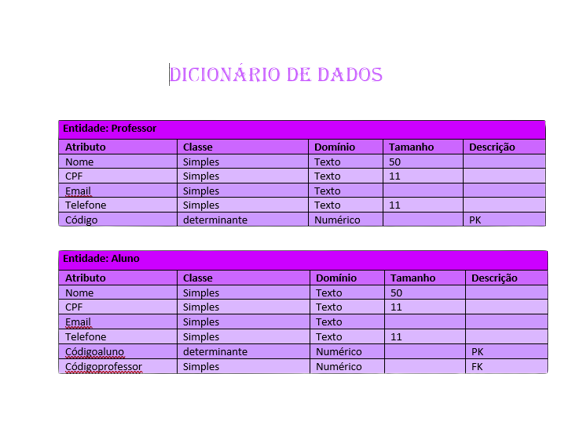 DICIONÁRIO DE DADOS
Entidade: Professor
Atributo Classe Domínio Tamanho Descrição
Nome Simples Texto 50
CPF Simples Texto 11
Email Simples Texto
Telefone Simples Texto 11
Código determinante Numérico PK
Entidade: Aluno
Atributo Classe Domínio Tamanho Descrição
Nome Simples Texto 50
CPF Simples Texto 11
Email Simples Texto
Telefone Simples Texto 11
Códigoaluno determinante Numérico PK
Códigoprofessor Simples Numérico FK